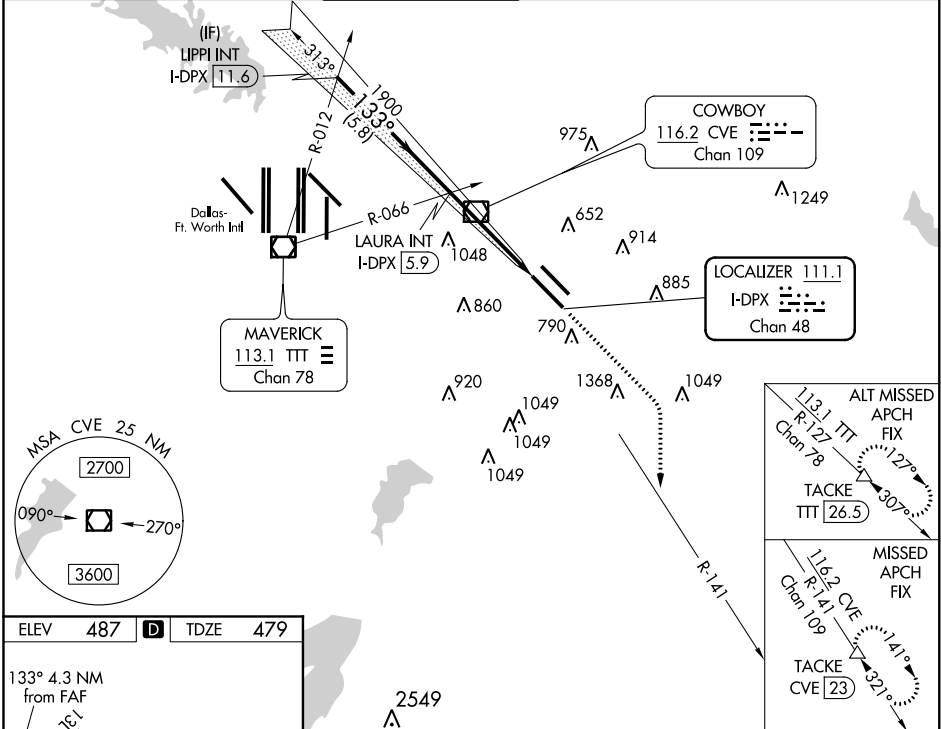 (IF)
LIPPI INT
I-DPX 11.6
313°
1900
133°
(5.8)
R-012
COWBOY
116.2 CVE
Chan 109
975
1249
Dallas-
Ft. Worth Intl
R-066
LAURA INT
I-DPX 5.9
652
1048
914
LOCALIZER 111.1
I-DPX
Chan 48
885
860
790
MAVERICK
113.1 TTT
Chan 78
920
1368
1049
1049
1049
1049
MSA CVE 25 NM
2700
090°
270°
3600
R-141
ALT MISSED
APCH
FIX
113.1 TTT
R-127
Chan 78
127°
307°
TACKE
TTT 26.5
MISSED
APCH
FIX
116.2 CVE
R-141
Chan 109
141°
321°
TACKE
CVE 23
ELEV 487 D TDZE 479
133° 4.3 NM
from FAF
13L
2549